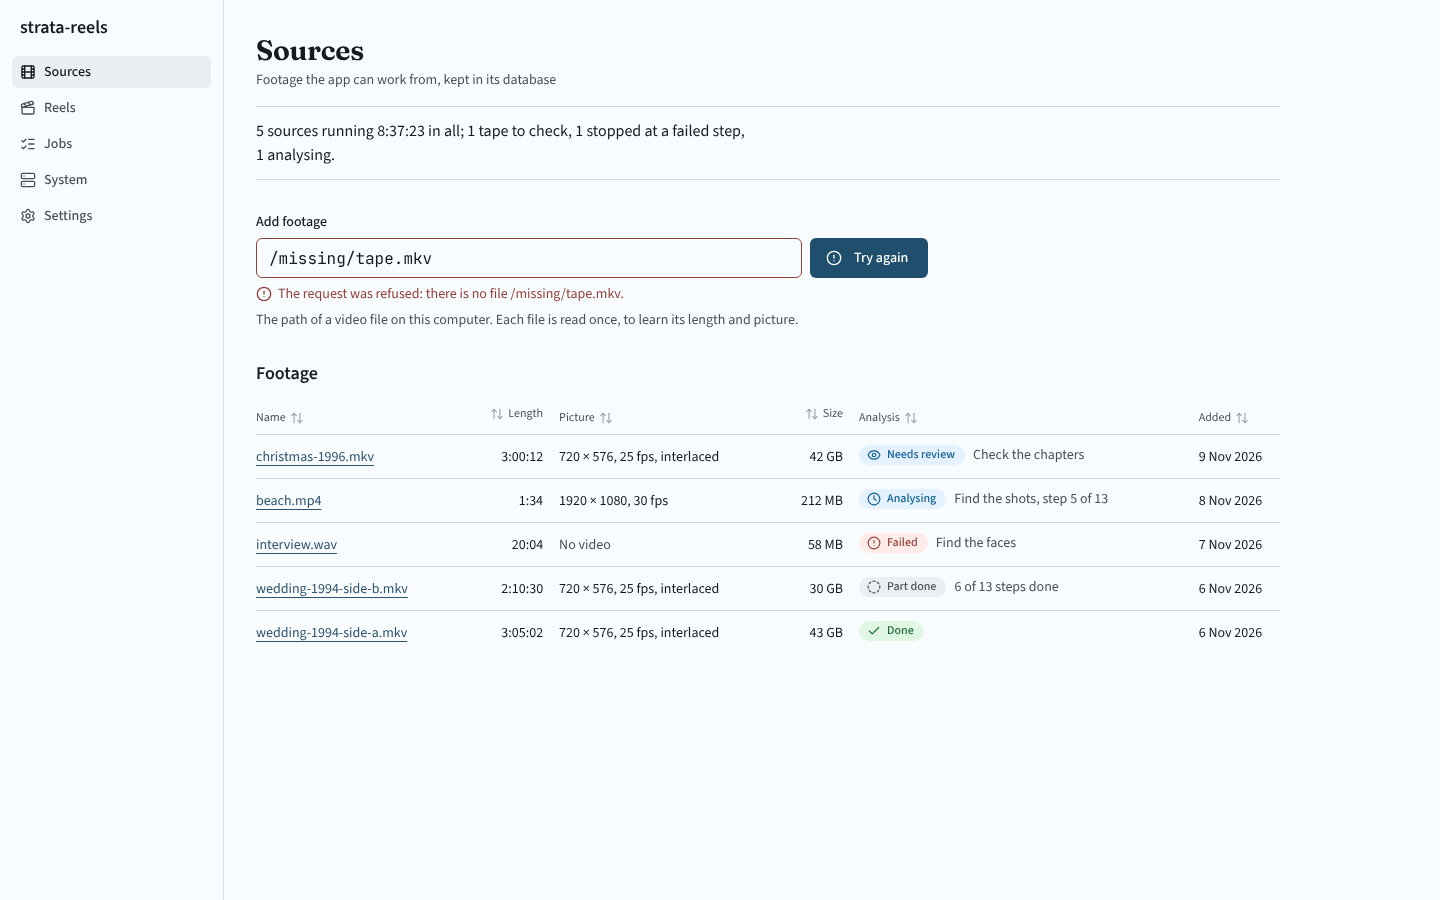 strata-reels
Sources
Reels
Jobs
System
Settings
Sources
Footage the app can work from, kept in its database
5 sources running 8:37:23 in all; 1 tape to check, 1 stopped at a failed step,
1 analysing.
Add footage
/missing/tape.mkv
Try again
The request was refused: there is no file /missing/tape.mkv.
The path of a video file on this computer. Each file is read once, to learn its length and picture.
Footage
Name Length Picture Size Analysis Added
christmas-1996.mkv 3:00:12 720 × 576, 25 fps, interlaced 42 GB Needs review Check the chapters 9 Nov 2026
beach.mp4 1:34 1920 × 1080, 30 fps 212 MB Analysing Find the shots, step 5 of 13 8 Nov 2026
interview.wav 20:04 No video 58 MB Failed Find the faces 7 Nov 2026
wedding-1994-side-b.mkv 2:10:30 720 × 576, 25 fps, interlaced 30 GB Part done 6 of 13 steps done 6 Nov 2026
wedding-1994-side-a.mkv 3:05:02 720 × 576, 25 fps, interlaced 43 GB Done 6 Nov 2026